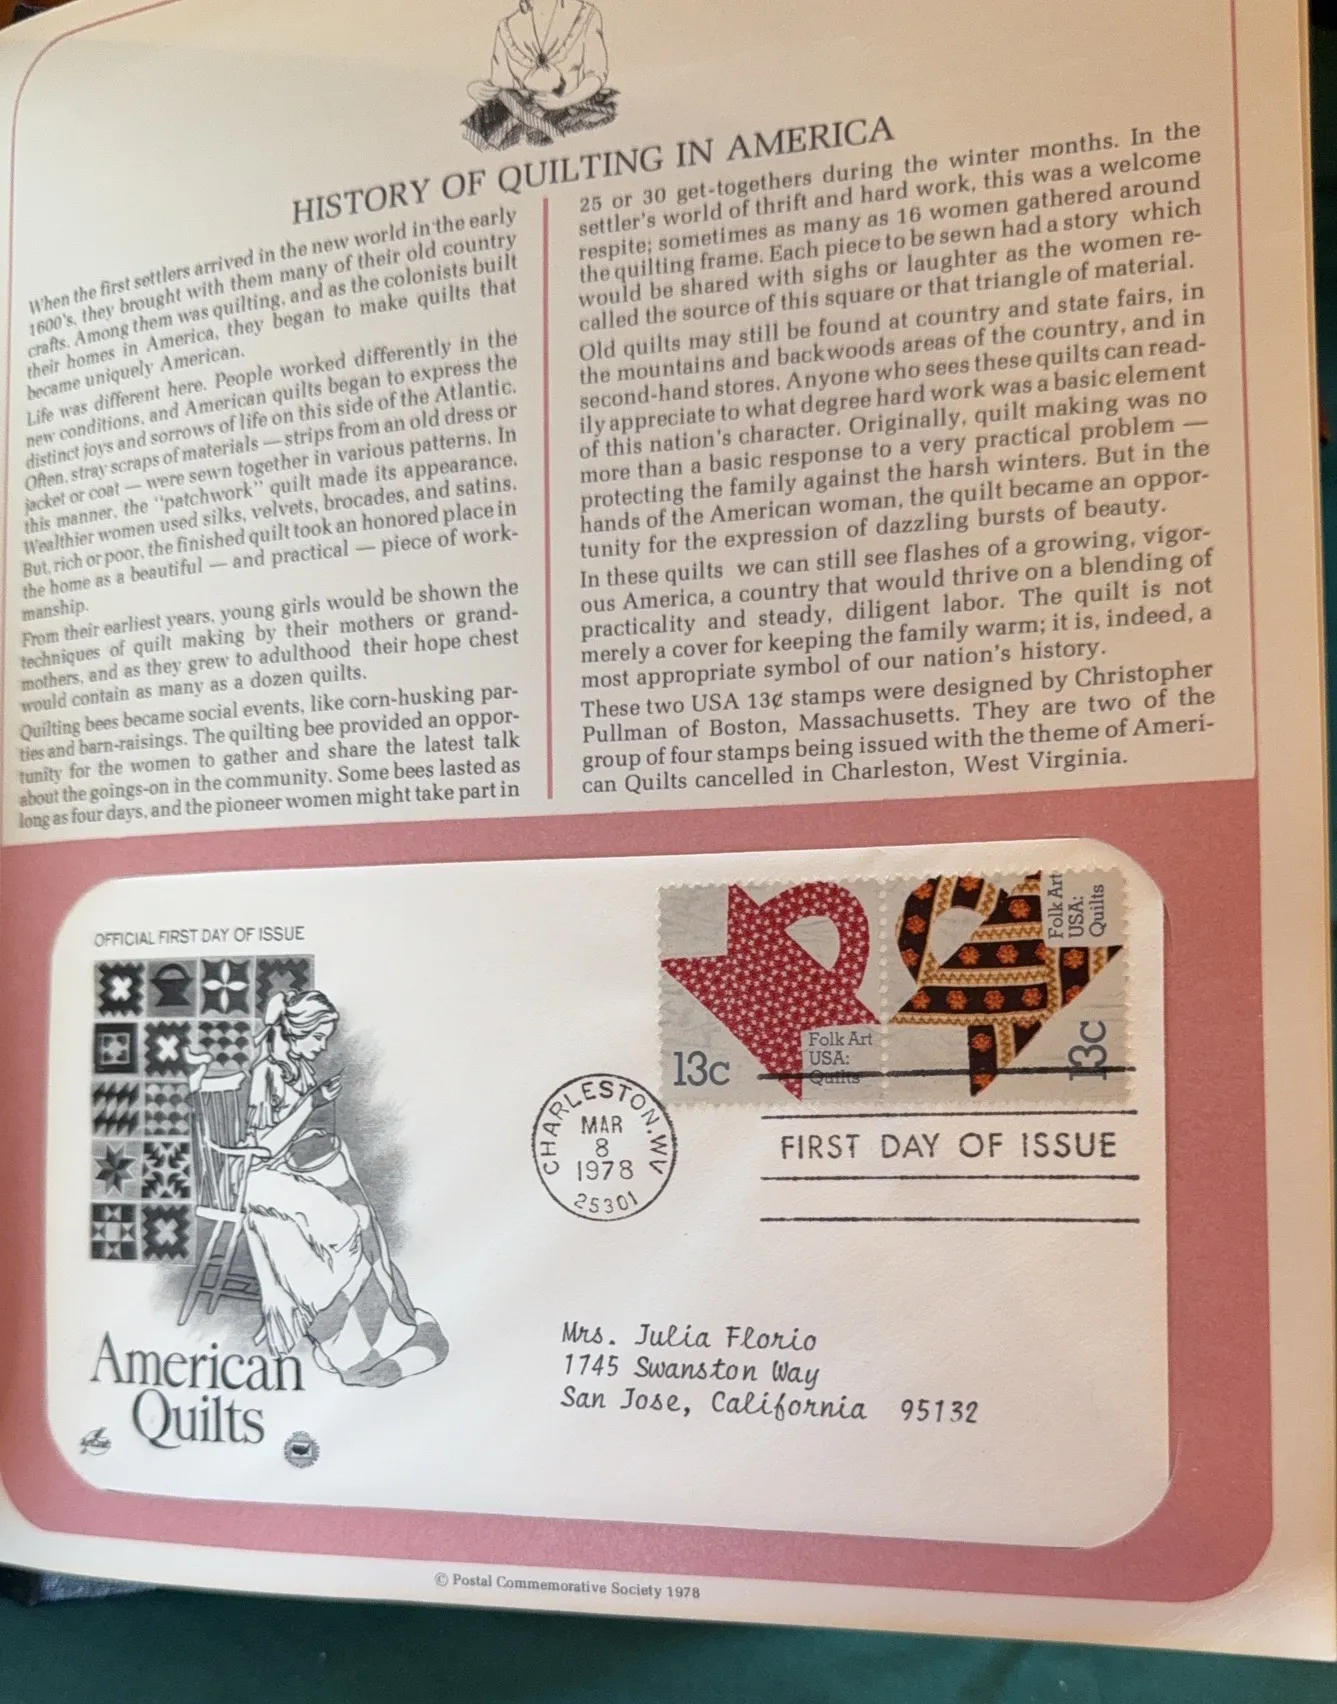 HISTORY OF QUILTING IN AMERICA
When the first settlers arrived in the new world in the early
1600's, they brought with them many of their old country
crafts. Among them was quilting, and as the colonists built
their homes in America, they began to make quilts that
became uniquely American.
Life was different here. People worked differently in the
new conditions, and American quilts began to express the
distinct joys and sorrows of life on this side of the Atlantic.
Often, stray scraps of materials — strips from an old dress or
jacket or coat — were sewn together in various patterns. In
this manner, the "patchwork" quilt made its appearance.
Wealthier women used silks, velvets, brocades, and satins.
But, rich or poor, the finished quilt took an honored place in
the home as a beautiful — and practical — piece of work-
manship.
From their earliest years, young girls would be shown the
techniques of quilt making by their mothers or grand-
mothers, and as they grew to adulthood their hope chest
would contain as many as a dozen quilts.
Quilting bees became social events, like corn-husking par-
ties and barn-raisings. The quilting bee provided an oppor-
tunity for the women to gather and share the latest talk
about the goings-on in the community. Some bees lasted as
long as four days, and the pioneer women might take part in
25 or 30 get-togethers during the winter months. In the
settler's world of thrift and hard work, this was a welcome
respite; sometimes as many as 16 women gathered around
the quilting frame. Each piece to be sewn had a story which
would be shared with sighs or laughter as the women re-
called the source of this square or that triangle of material.
Old quilts may still be found at country and state fairs, in
the mountains and backwoods areas of the country, and in
second-hand stores. Anyone who sees these quilts can read-
ily appreciate to what degree hard work was a basic element
of this nation's character. Originally, quilt making was no
more than a basic response to a very practical problem —
protecting the family against the harsh winters. But in the
hands of the American woman, the quilt became an oppor-
tunity for the expression of dazzling bursts of beauty.
In these quilts we can still see flashes of a growing, vigor-
ous America, a country that would thrive on a blending of
practicality and steady, diligent labor. The quilt is not
merely a cover for keeping the family warm; it is, indeed, a
most appropriate symbol of our nation's history.
These two USA 13¢ stamps were designed by Christopher
Pullman of Boston, Massachusetts. They are two of the
group of four stamps being issued with the theme of Ameri-
can Quilts cancelled in Charleston, West Virginia.
OFFICIAL FIRST DAY OF ISSUE
American
Quilts
13c
Folk Art
USA:
Quilts
Folk Art
USA:
Quilts
13c
CHARLESTON, WV
MAR
8
1978
25301
FIRST DAY OF ISSUE
Mrs. Julia Florio
1745 Swanston Way
San Jose, California 95132
© Postal Commemorative Society 1978